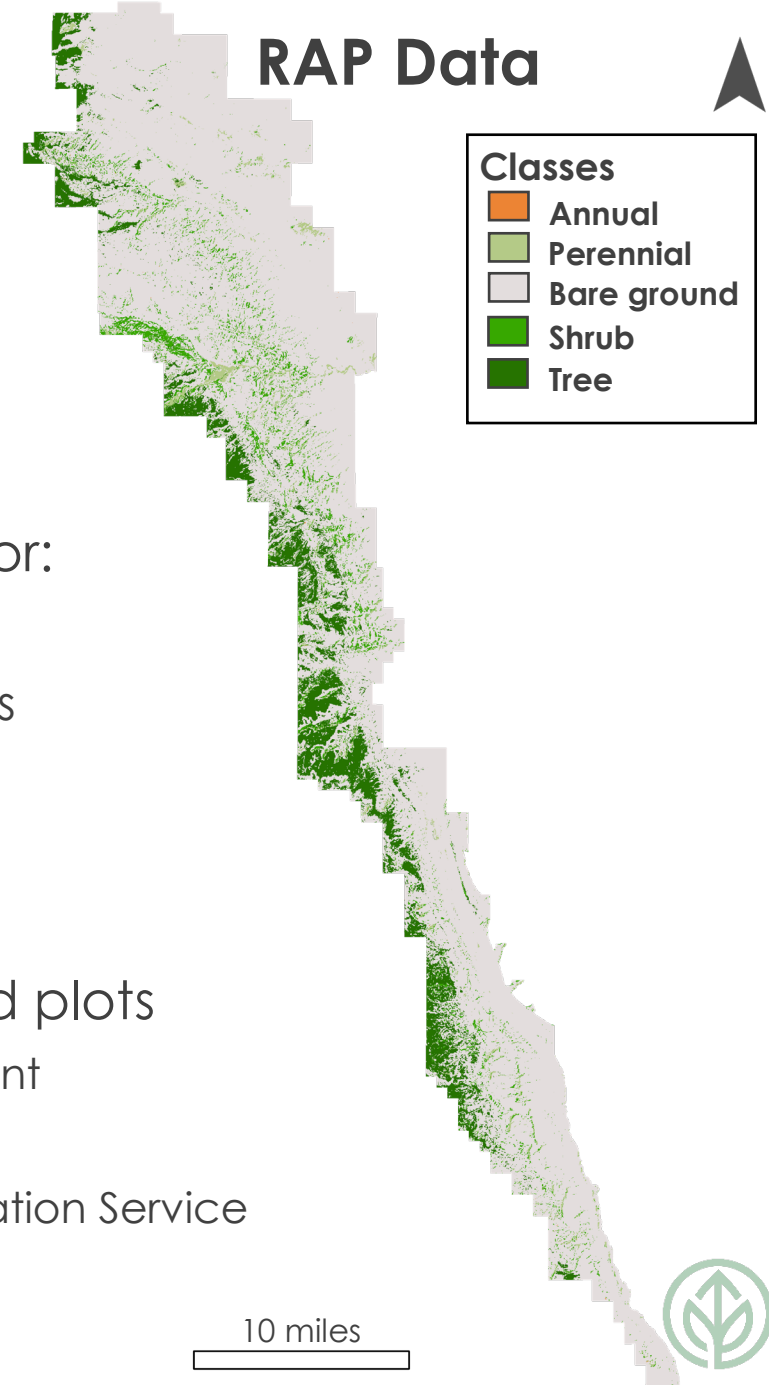 RAP Data
Classes
Annual
Perennial
Bare ground
Shrub
Tree
or:
s
d plots
nt
ation Service
10 miles